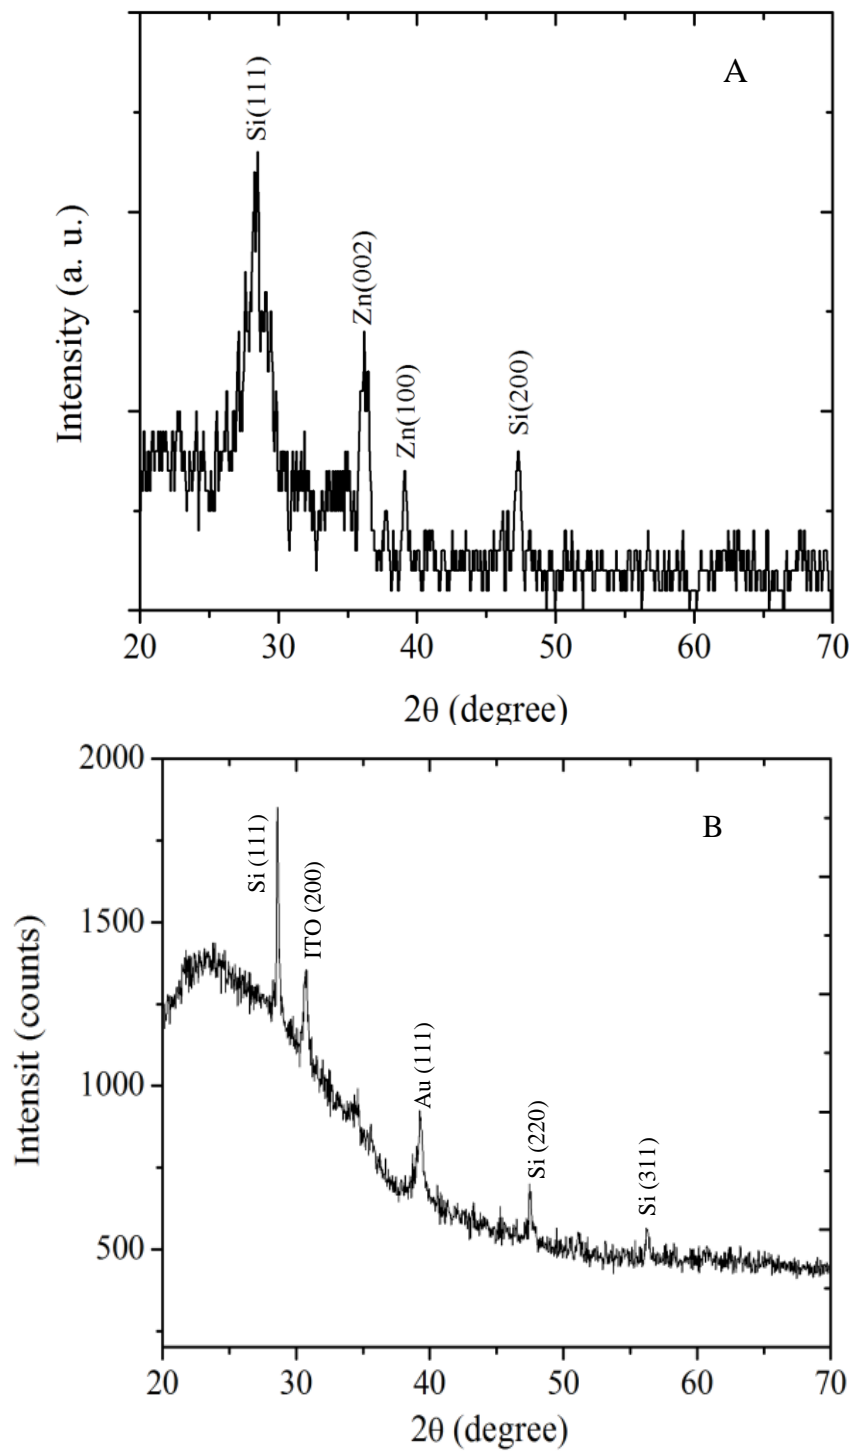 A
Si(111)
Zn(002)
Zn(100)
Si(200)
Intensity (a. u.)
20 30 40 50 60 70
2θ (degree)
B
2000
1500
1000
500
Si (111)
ITO (200)
Au (111)
Si (220)
Si (311)
Intensit (counts)
20 30 40 50 60 70
2θ (degree)